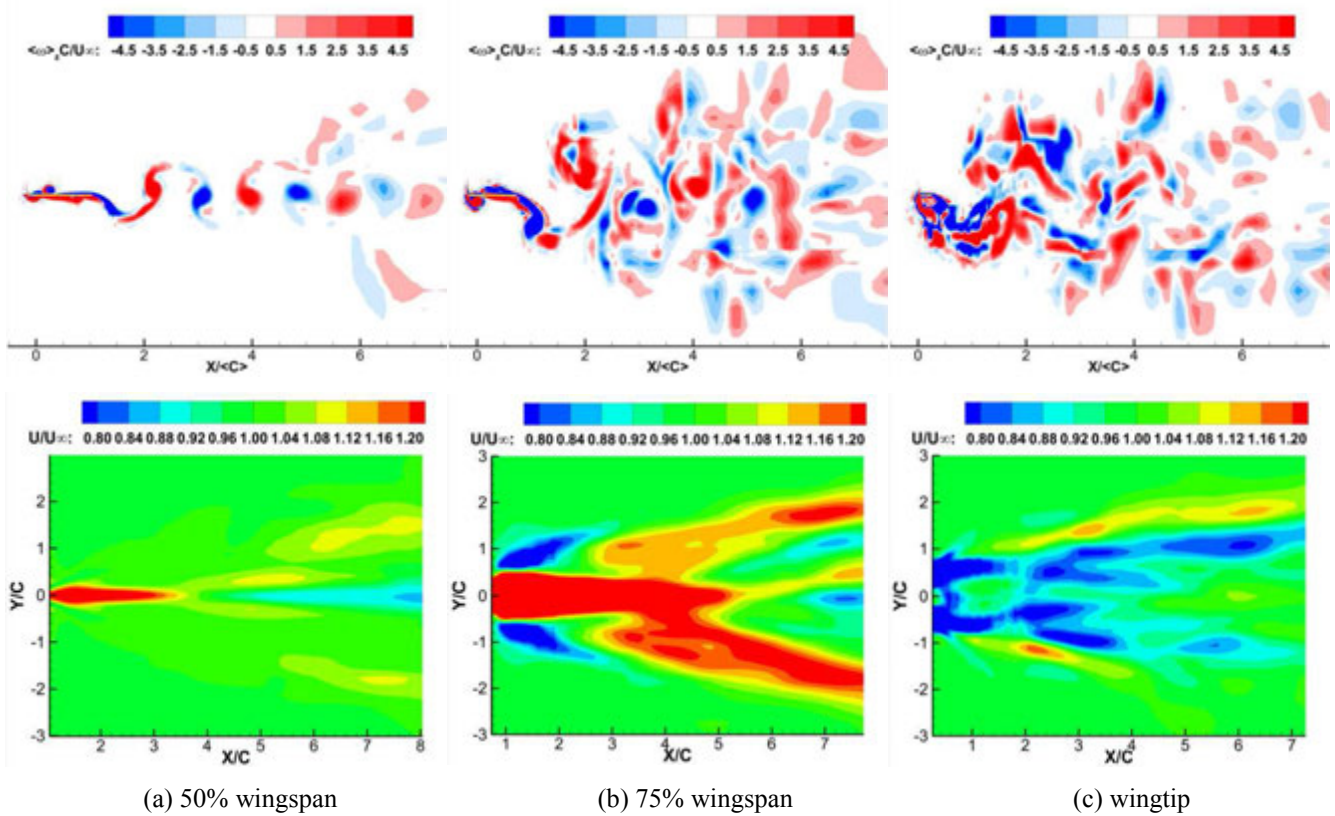 <ω>zC/U∞: -4.5 -3.5 -2.5 -1.5 -0.5 0.5 1.5 2.5 3.5 4.5
0 2 4 6
X/<C>
<ω>zC/U∞: -4.5 -3.5 -2.5 -1.5 -0.5 0.5 1.5 2.5 3.5 4.5
0 2 4 6
X/<C>
<ω>zC/U∞: -4.5 -3.5 -2.5 -1.5 -0.5 0.5 1.5 2.5 3.5 4.5
0 2 4 6
X/<C>
U/U∞: 0.80 0.84 0.88 0.92 0.96 1.00 1.04 1.08 1.12 1.16 1.20
2
1
0
-1
-2
-3
Y/C
2 3 4 5 6 7 8
X/C
U/U∞: 0.80 0.84 0.88 0.92 0.96 1.00 1.04 1.08 1.12 1.16 1.20
3
2
1
0
-1
-2
-3
Y/C
1 2 3 4 5 6 7
X/C
U/U∞: 0.80 0.84 0.88 0.92 0.96 1.00 1.04 1.08 1.12 1.16 1.20
3
2
1
0
-1
-2
-3
Y/C
1 2 3 4 5 6 7
X/C
(a) 50% wingspan
(b) 75% wingspan
(c) wingtip